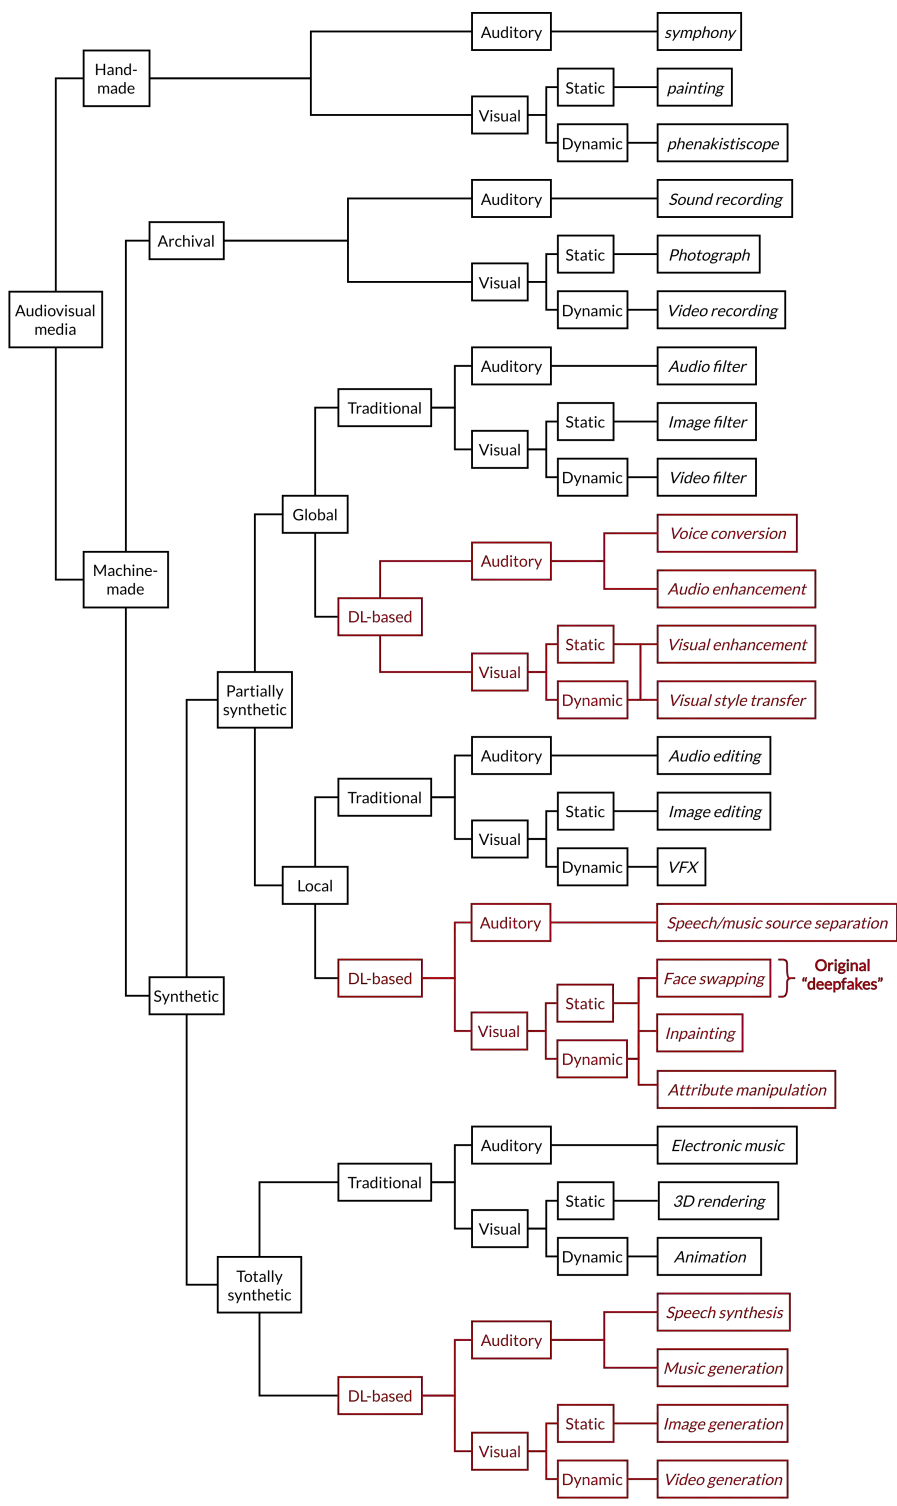 Auditory
symphony
Hand-
made
Static
painting
Visual
Dynamic
phenakistiscope
Auditory
Sound recording
Archival
Static
Photograph
Visual
Dynamic
Video recording
Audiovisual
media
Auditory
Audio filter
Traditional
Static
Image filter
Visual
Dynamic
Video filter
Global
Voice conversion
Auditory
Machine-
made
Audio enhancement
DL-based
Static
Visual enhancement
Visual
Dynamic
Visual style transfer
Partially
synthetic
Auditory
Audio editing
Traditional
Static
Image editing
Visual
Dynamic
VFX
Local
Auditory
Speech/music source separation
DL-based
Face swapping
Original
“deepfakes”
Synthetic
Static
Visual
Inpainting
Dynamic
Attribute manipulation
Auditory
Electronic music
Traditional
Static
3D rendering
Visual
Dynamic
Animation
Totally
synthetic
Speech synthesis
Auditory
Music generation
DL-based
Static
Image generation
Visual
Dynamic
Video generation